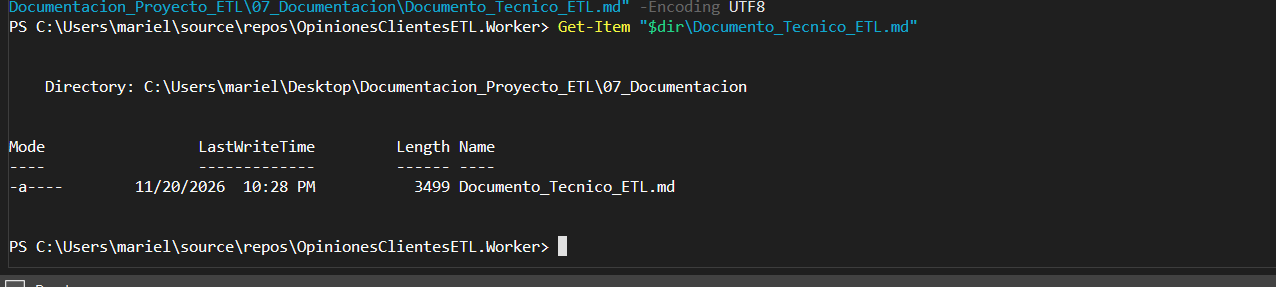 Documentacion_Proyecto_ETL\07_Documentacion\Documento_Tecnico_ETL.md" -Encoding UTF8
PS C:\Users\mariel\source\repos\OpinionesClientesETL.Worker> Get-Item "$dir\Documento_Tecnico_ETL.md"
Directory: C:\Users\mariel\Desktop\Documentacion_Proyecto_ETL\07_Documentacion
Mode LastWriteTime Length Name
---- ------------- ------ ----
-a---- 11/20/2026 10:28 PM 3499 Documento_Tecnico_ETL.md
PS C:\Users\mariel\source\repos\OpinionesClientesETL.Worker>